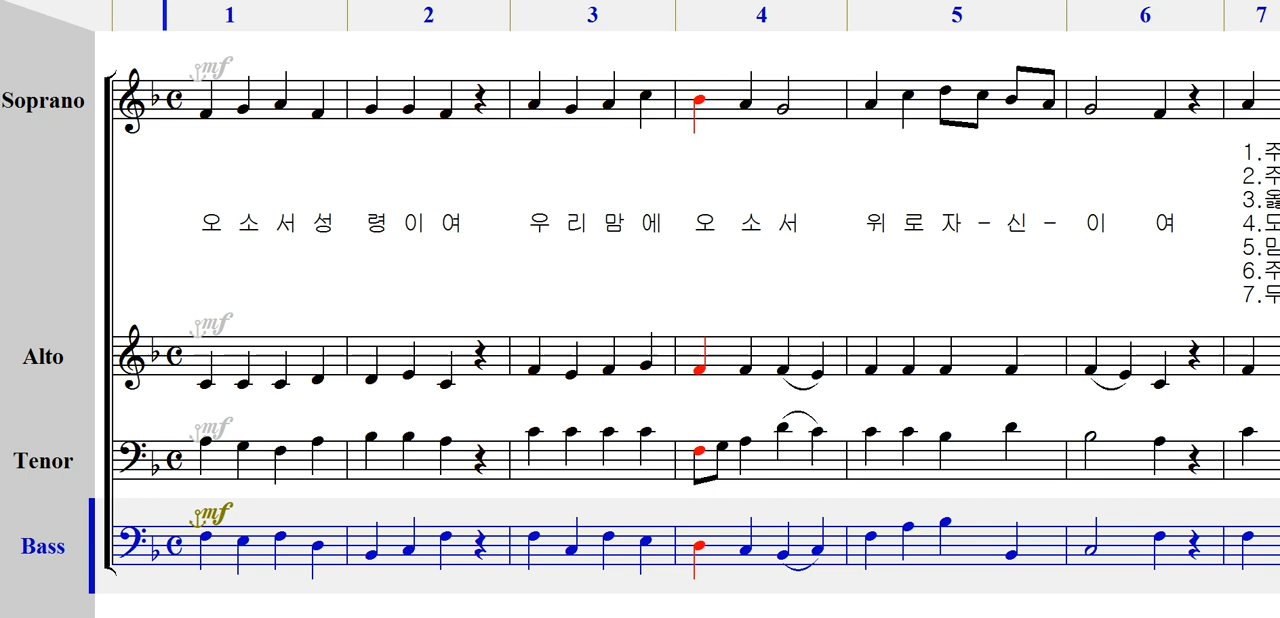 1 2 3 4 5 6 7
mf
Soprano
1.주
2.주
3.옳
오 소 서 성 령 이 여 우 리 맘 에 오 소 서 위 로 자 - 신 - 이 여
4.도
5.믿
6.주
7.두
mf
Alto
mf
Tenor
mf
Bass